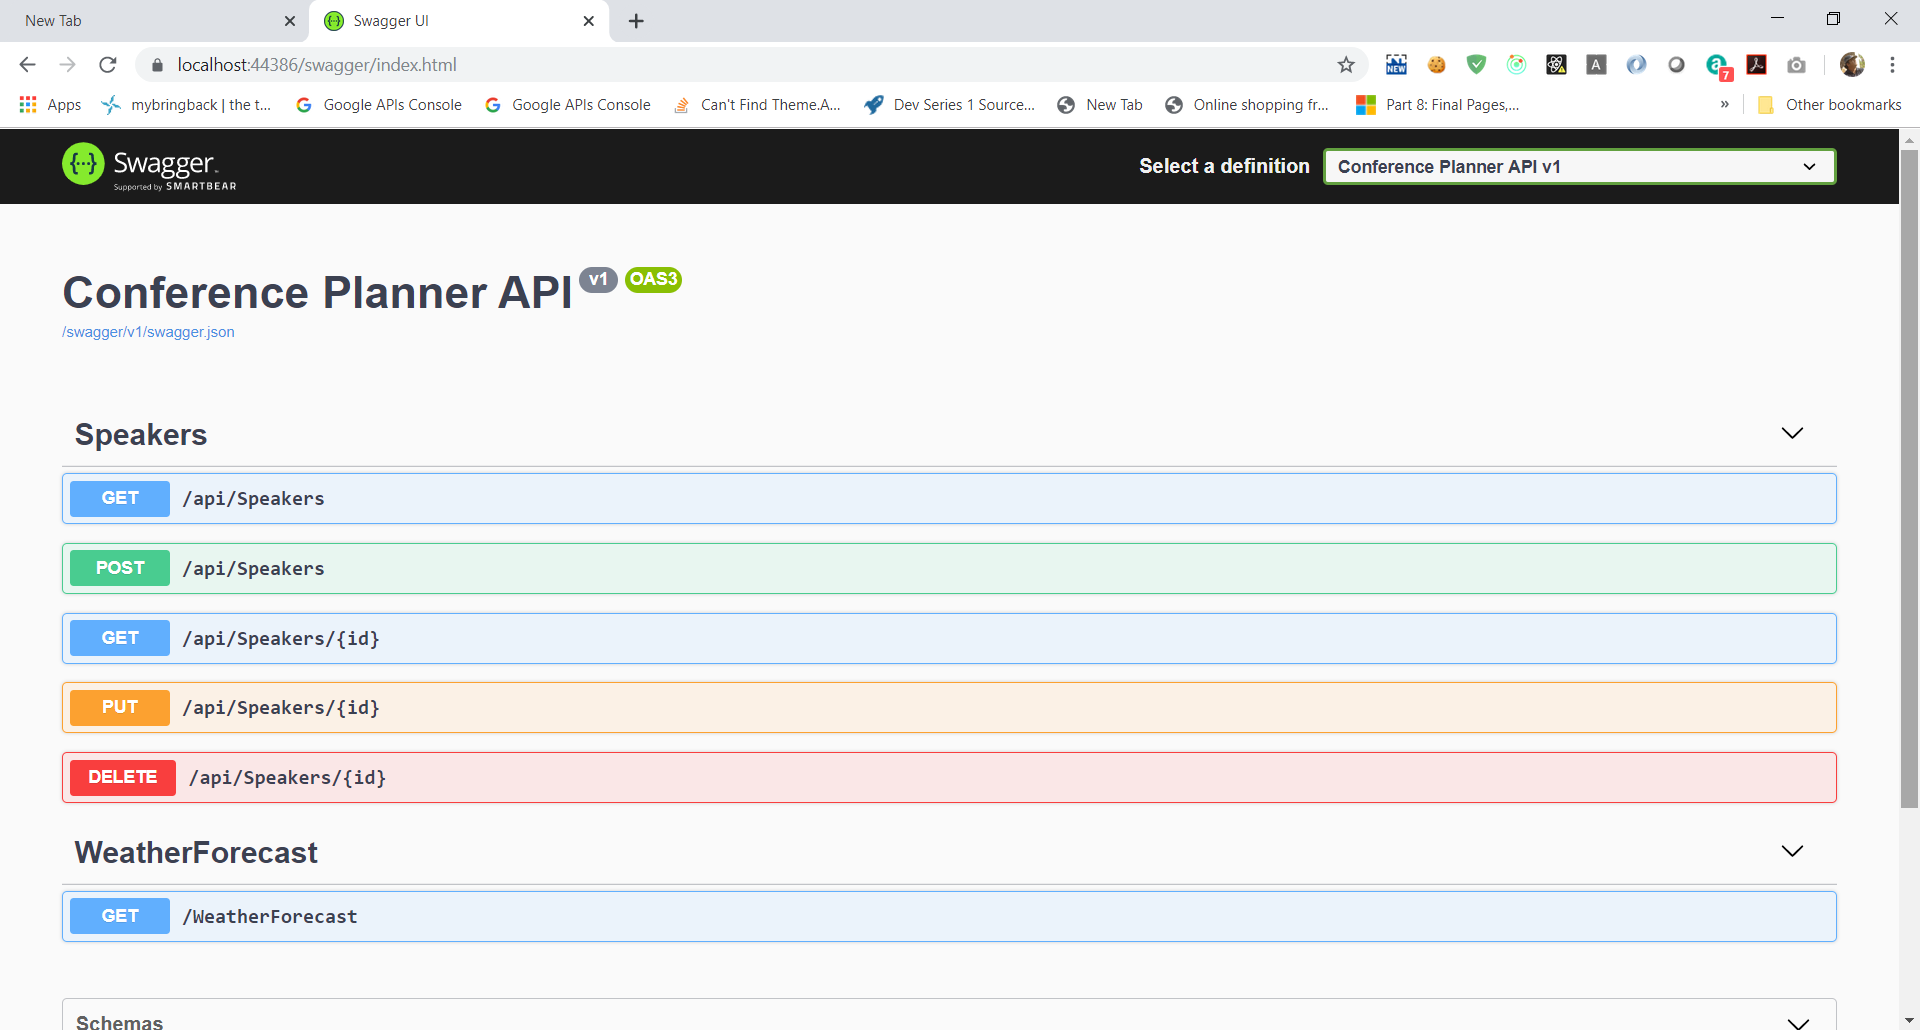 New Tab
Swagger UI
localhost:44386/swagger/index.html
NEW
A
a
7
Apps
mybringback | the t...
Google APIs Console
Google APIs Console
Can't Find Theme.A...
Dev Series 1 Source...
New Tab
Online shopping fr...
Part 8: Final Pages,...
»
Other bookmarks
{···} Swagger
Supported by SMARTBEAR
Select a definition
Conference Planner API v1
Conference Planner API v1 OAS3
/swagger/v1/swagger.json
Speakers
GET /api/Speakers
POST /api/Speakers
GET /api/Speakers/{id}
PUT /api/Speakers/{id}
DELETE /api/Speakers/{id}
WeatherForecast
GET /WeatherForecast
Schemas